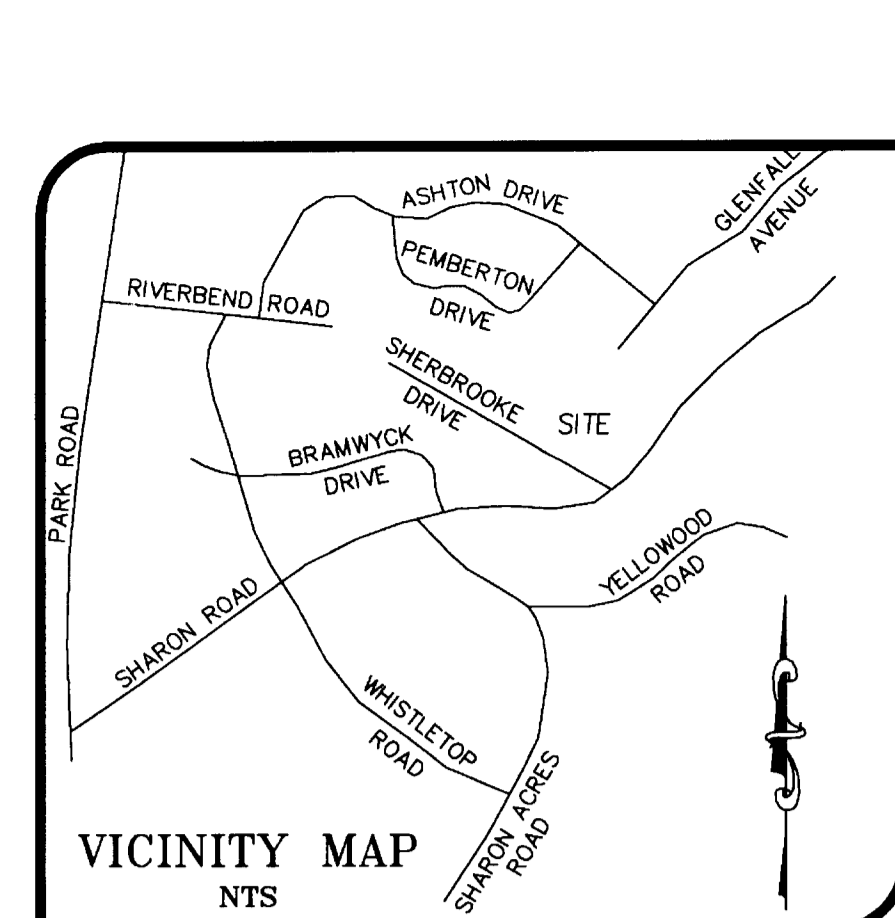 GLENFALL
AVENUE
ASHTON DRIVE
PEMBERTON
DRIVE
RIVERBEND ROAD
SHERBROOKE
DRIVE
SITE
BRAMWYCK
DRIVE
PARK ROAD
YELLOWOOD
ROAD
SHARON ROAD
WHISTLETOP
ROAD
SHARON ACRES
ROAD
VICINITY MAP
NTS